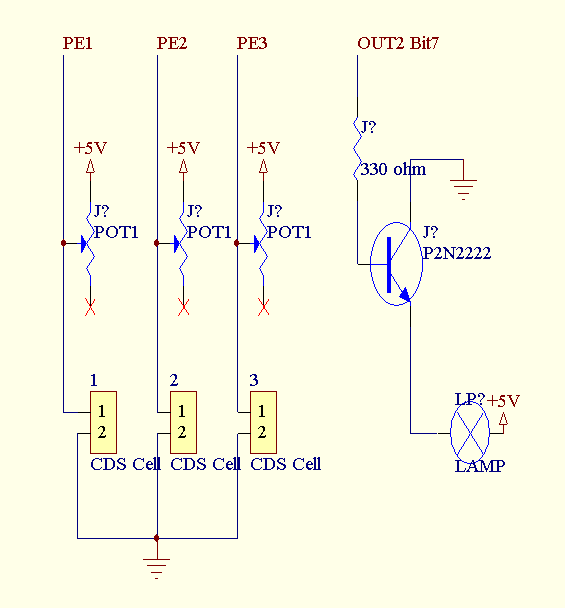 PE1 PE2 PE3 OUT2 Bit7
J?
330 ohm
+5V +5V +5V
J? J? J?
POT1 POT1 POT1
J?
P2N2222
1 2 3
1 1 1
2 2 2
CDS Cell CDS Cell CDS Cell
LP? +5V
LAMP